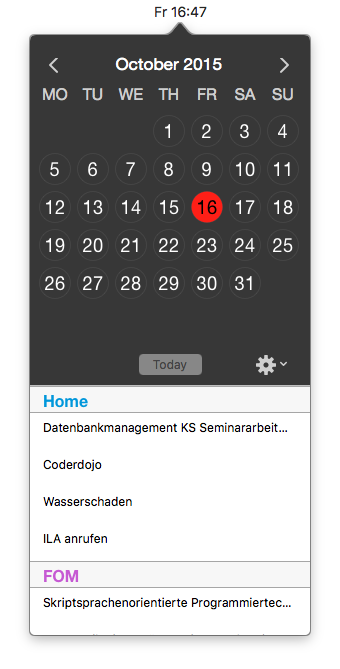 Fr 16:47
October 2015
MO TU WE TH FR SA SU
1 2 3 4
5 6 7 8 9 10 11
12 13 14 15 16 17 18
19 20 21 22 23 24 25
26 27 28 29 30 31
Today
Home
Datenbankmanagement KS Seminararbeit...
Coderdojo
Wasserschaden
ILA anrufen
FOM
Skriptsprachenorientierte Programmiertec...